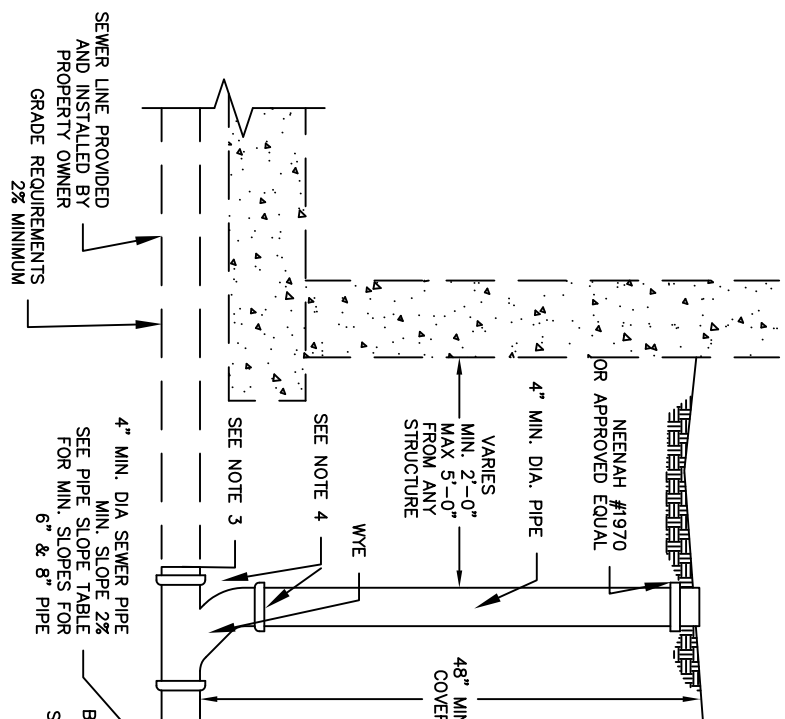 SEWER LINE PROVIDED
AND INSTALLED BY
PROPERTY OWNER
GRADE REQUIREMENTS
2% MINIMUM
NEENAH #1970
OR APPROVED EQUAL
4" MIN. DIA. PIPE
VARIES
MIN. 2'-0"
MAX 5'-0"
FROM ANY
STRUCTURE
WYE
SEE NOTE 4
SEE NOTE 3
4" MIN. DIA SEWER PIPE
MIN. SLOPE 2%
SEE PIPE SLOPE TABLE
FOR MIN. SLOPES FOR
6" & 8" PIPE
48" MIN
COVER